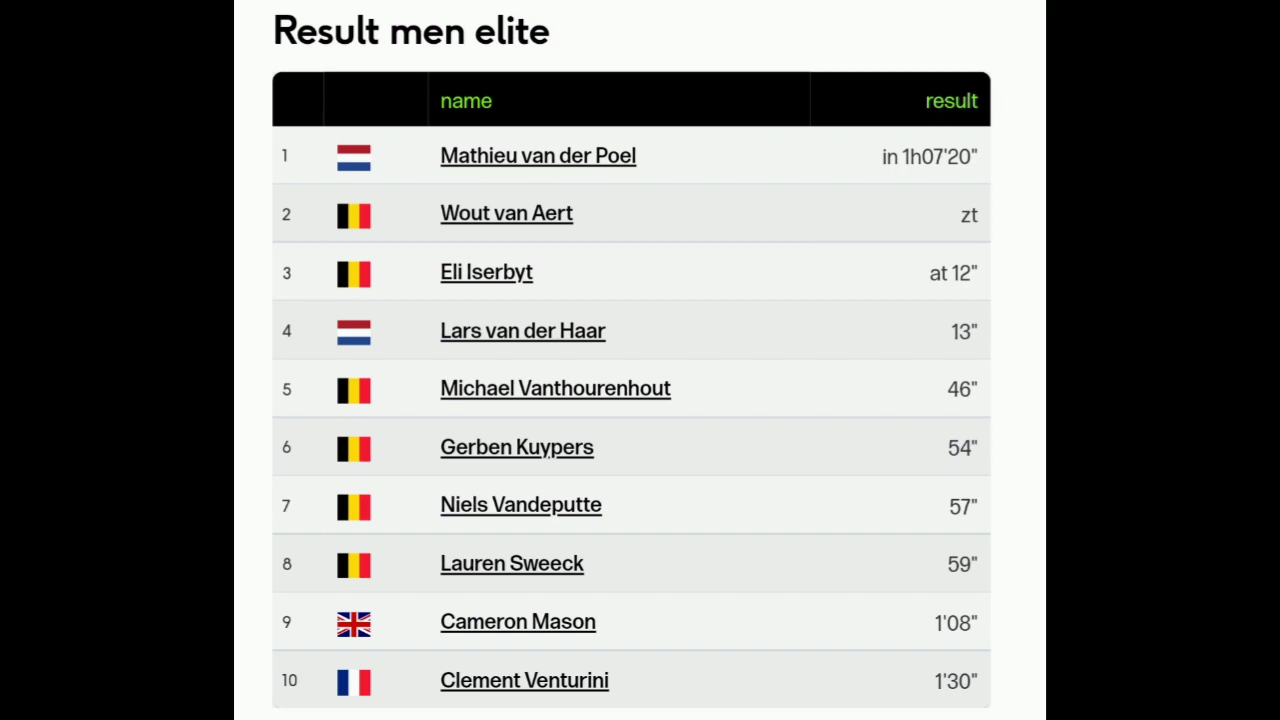 Result men elite
name result
1 Mathieu van der Poel in 1h07'20"
2 Wout van Aert zt
3 Eli Iserbyt at 12"
4 Lars van der Haar 13"
5 Michael Vanthourenhout 46"
6 Gerben Kuypers 54"
7 Niels Vandeputte 57"
8 Lauren Sweeck 59"
9 Cameron Mason 1'08"
10 Clement Venturini 1'30"